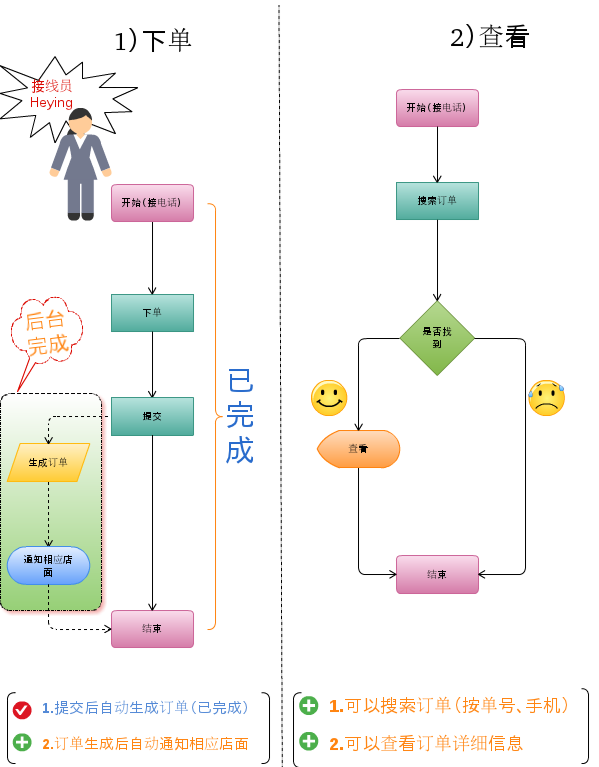 1）下单
接线员
Heying
开始(接电话)
下单
后台
完成
提交
生成订单
通知相应店
面
结束
已
完
成
1.提交后自动生成订单(已完成)
2.订单生成后自动通知相应店面
2）查看
开始(接电话)
搜索订单
是否找
到
查看
结束
1.可以搜索订单(按单号、手机)
2.可以查看订单详细信息